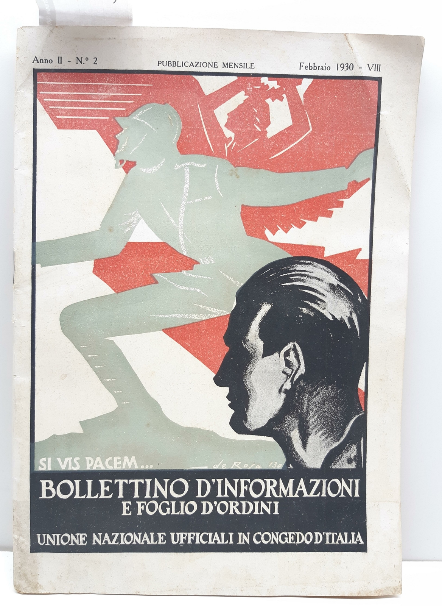 Anno II - N.° 2
PUBBLICAZIONE MENSILE
Febbraio 1930 - VIII
SI VIS PACEM...
BOLLETTINO D'INFORMAZIONI
E FOGLIO D'ORDINI
UNIONE NAZIONALE UFFICIALI IN CONGEDO D'ITALIA